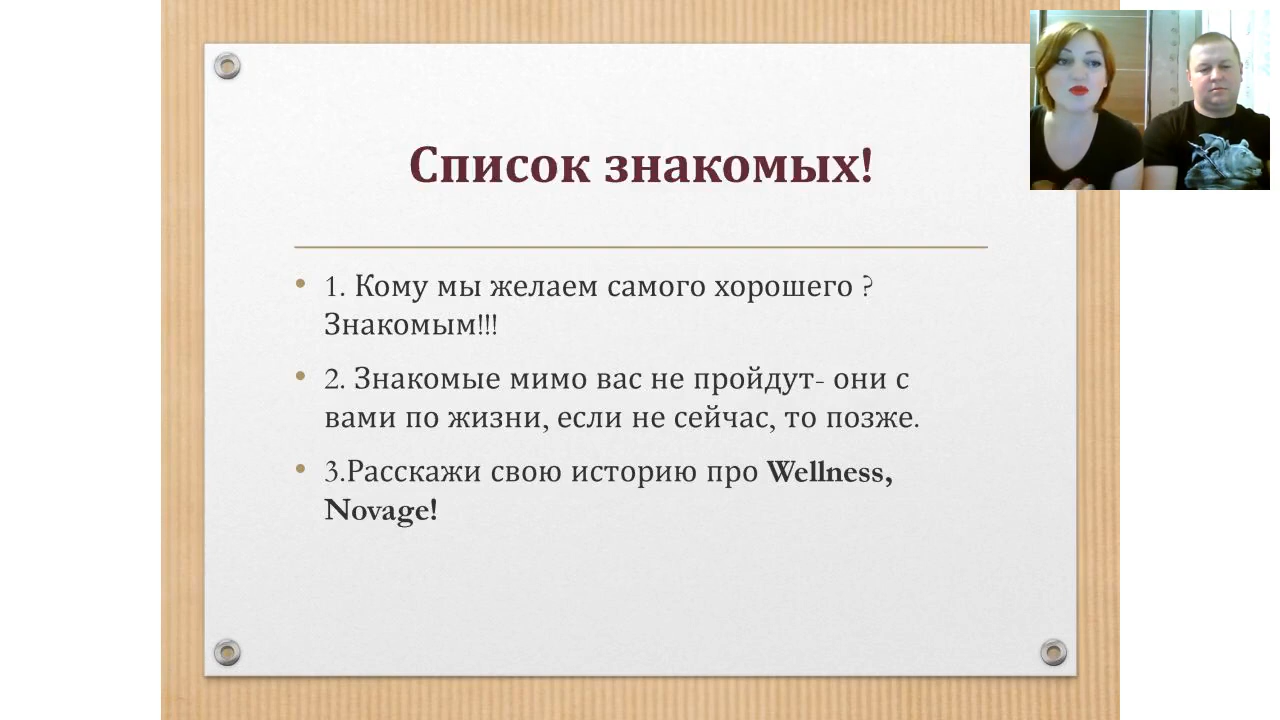 Список знакомых!
• 1. Кому мы желаем самого хорошего ?
Знакомым!!!
• 2. Знакомые мимо вас не пройдут- они с
вами по жизни, если не сейчас, то позже.
• 3.Расскажи свою историю про Wellness,
Novage!